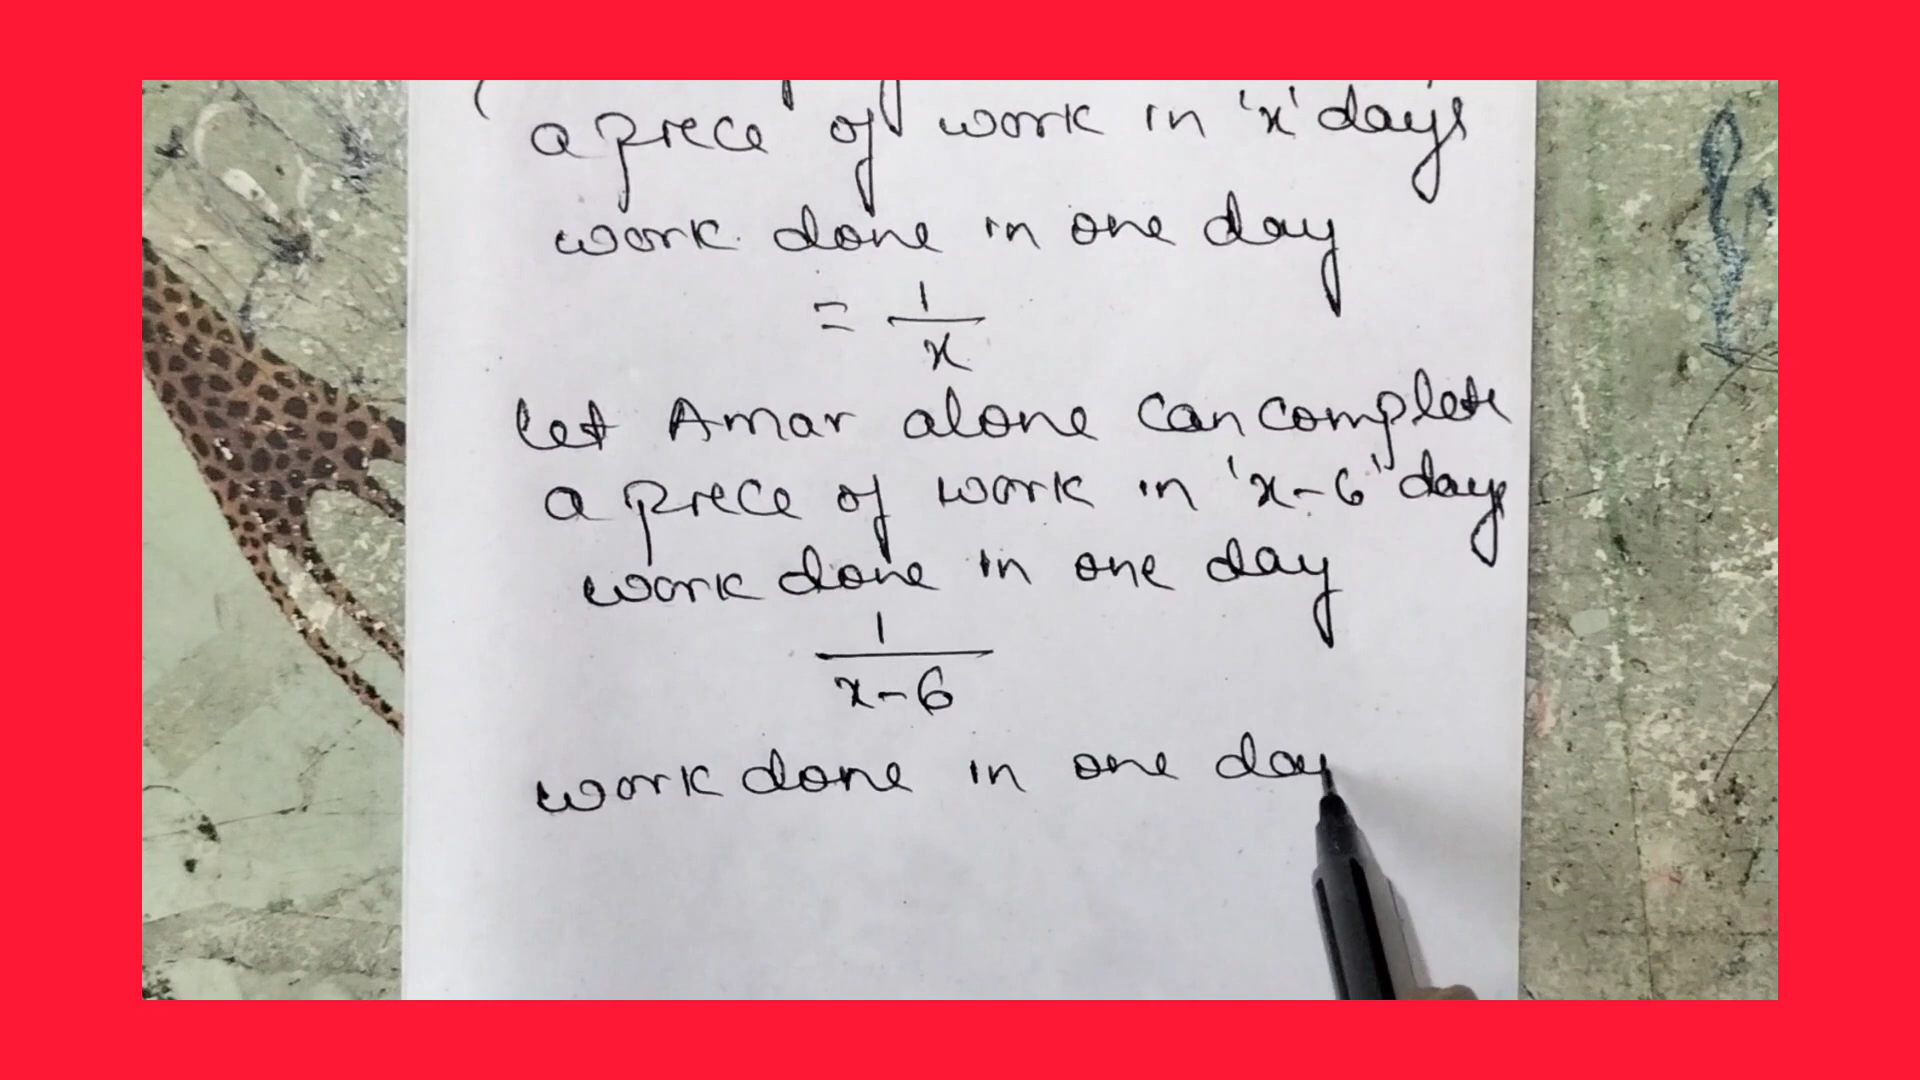 a piece of work in 'x' days
work done in one day
= 1/x
Let Amar alone can complete
a piece of work in 'x-6' days
work done in one day
1/x-6
work done in one day